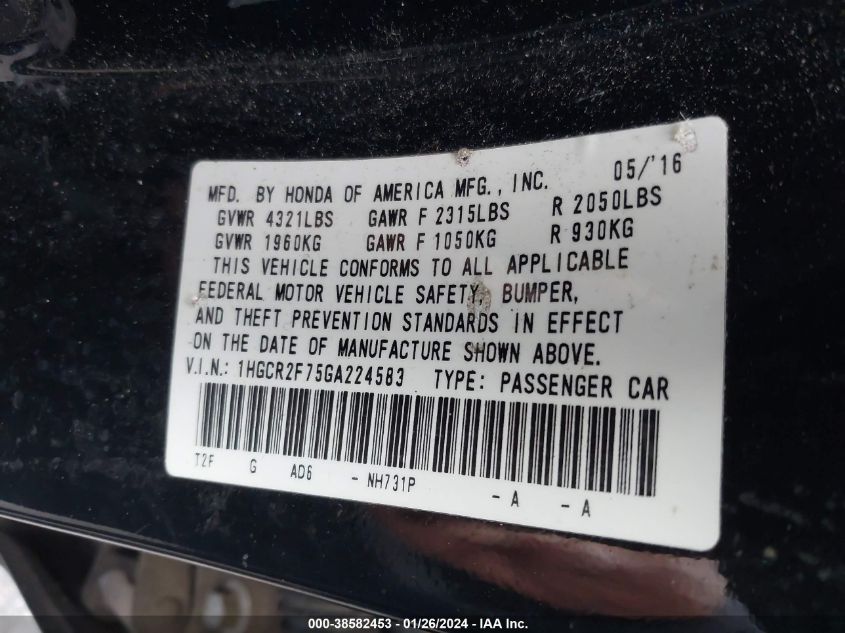 MFD. BY HONDA OF AMERICA MFG., INC. 05/'16
GVWR 4321LBS GAWR F 2315LBS R 2050LBS
GVWR 1960KG GAWR F 1050KG R 930KG
THIS VEHICLE CONFORMS TO ALL APPLICABLE
FEDERAL MOTOR VEHICLE SAFETY, BUMPER,
AND THEFT PREVENTION STANDARDS IN EFFECT
ON THE DATE OF MANUFACTURE SHOWN ABOVE.
V.I.N.: 1HGCR2F75GA224583 TYPE: PASSENGER CAR
T2F G AD6 - NH731P - A - A
000-38582453 - 01/26/2024 - IAA Inc.